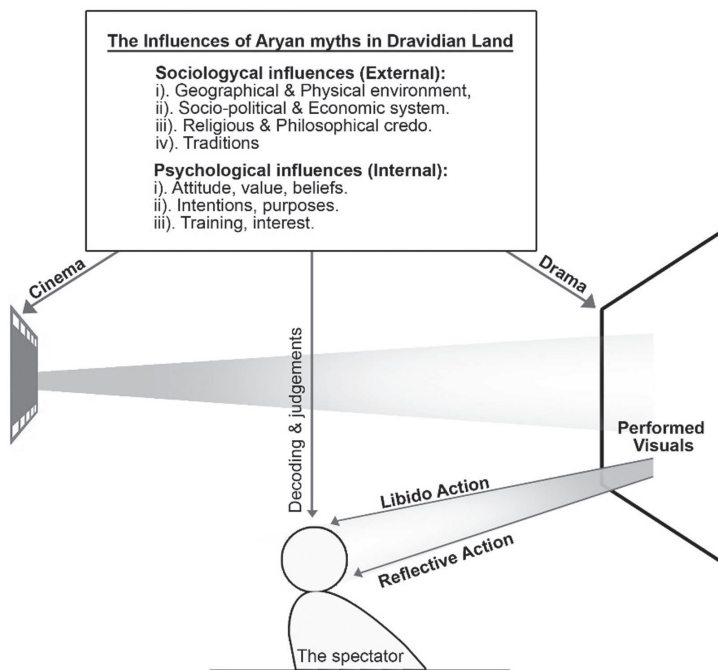 The Influences of Aryan myths in Dravidian Land
Sociologycal influences (External):
i). Geographical & Physical environment,
ii). Socio-political & Economic system.
iii). Religious & Philosophical credo.
iv). Traditions
Psychological influences (Internal):
i). Attitude, value, beliefs.
ii). Intentions, purposes.
iii). Training, interest.
Cinema
Drama
Decoding & judgements
Performed
Visuals
Libido Action
Reflective Action
The spectator